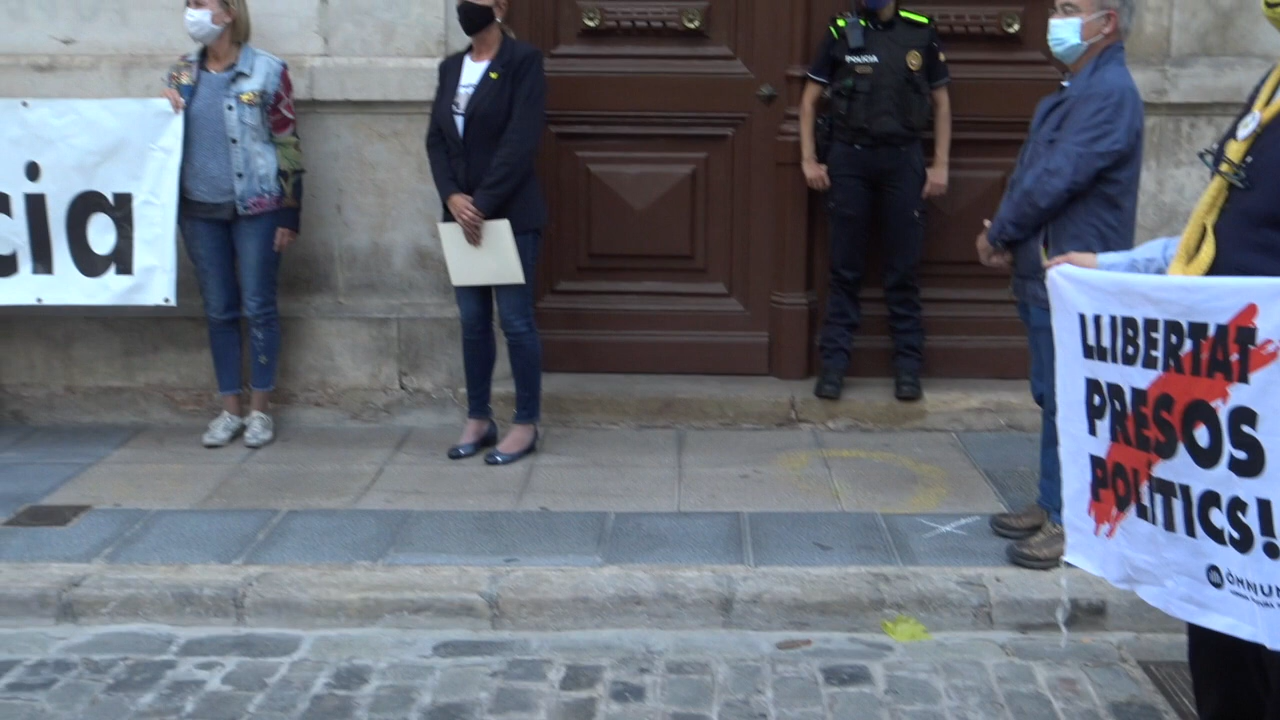 cia
POLICIA
LLIBERTAT
PRESOS
POLÍTICS!
ÒMNIUM